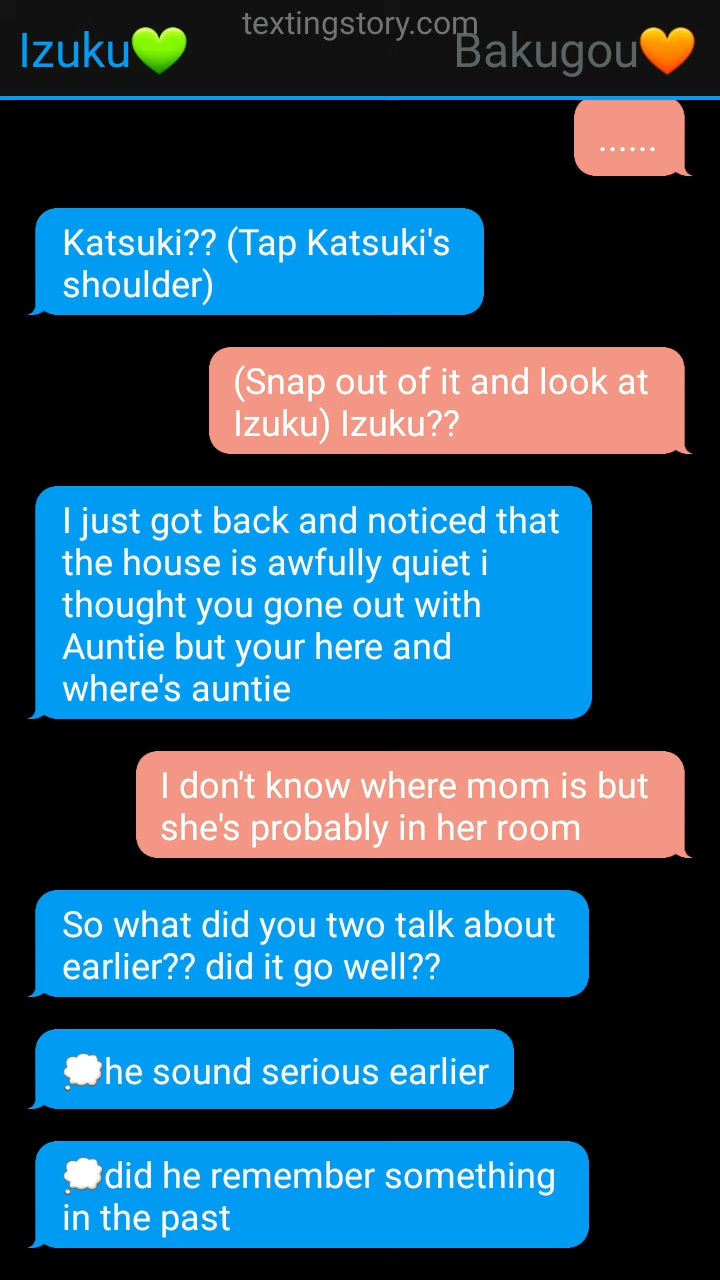 textingstory.com
Izuku💚
Bakugou🧡
......
Katsuki?? (Tap Katsuki's
shoulder)
(Snap out of it and look at
Izuku) Izuku??
I just got back and noticed that
the house is awfully quiet i
thought you gone out with
Auntie but your here and
where's auntie
I don't know where mom is but
she's probably in her room
So what did you two talk about
earlier?? did it go well??
💭he sound serious earlier
💭did he remember something
in the past